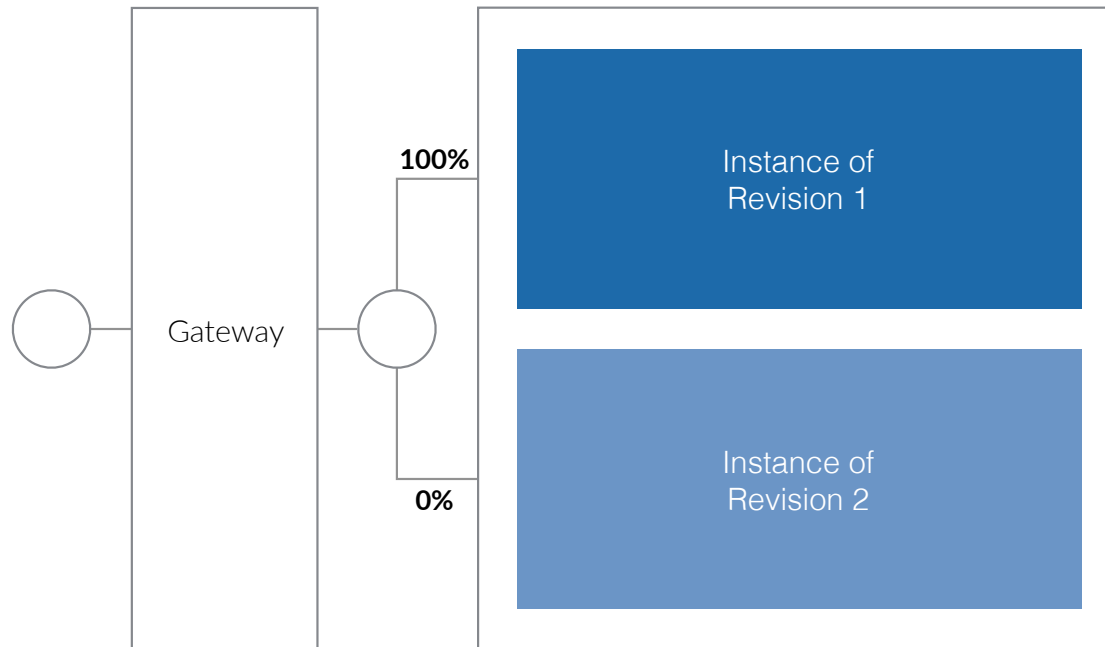 Gateway
100%
0%
Instance of
Revision 1
Instance of
Revision 2